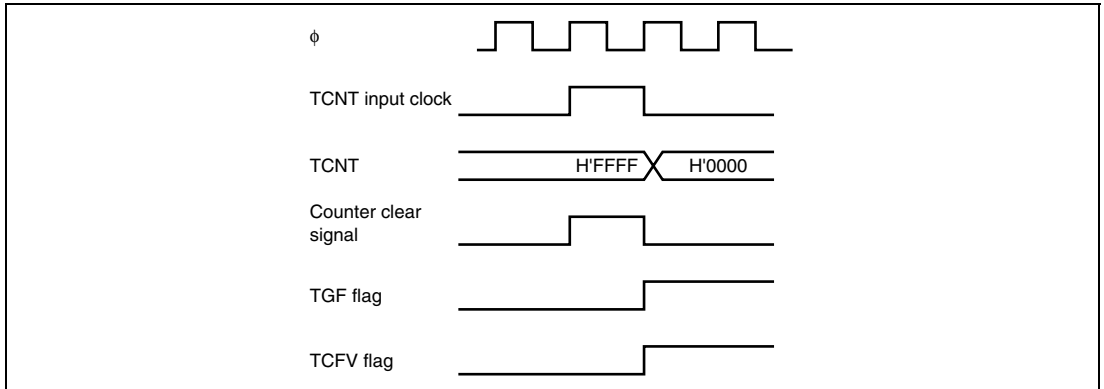 ϕ
TCNT input clock
TCNT
H'FFFF
H'0000
Counter clear
signal
TGF flag
TCFV flag